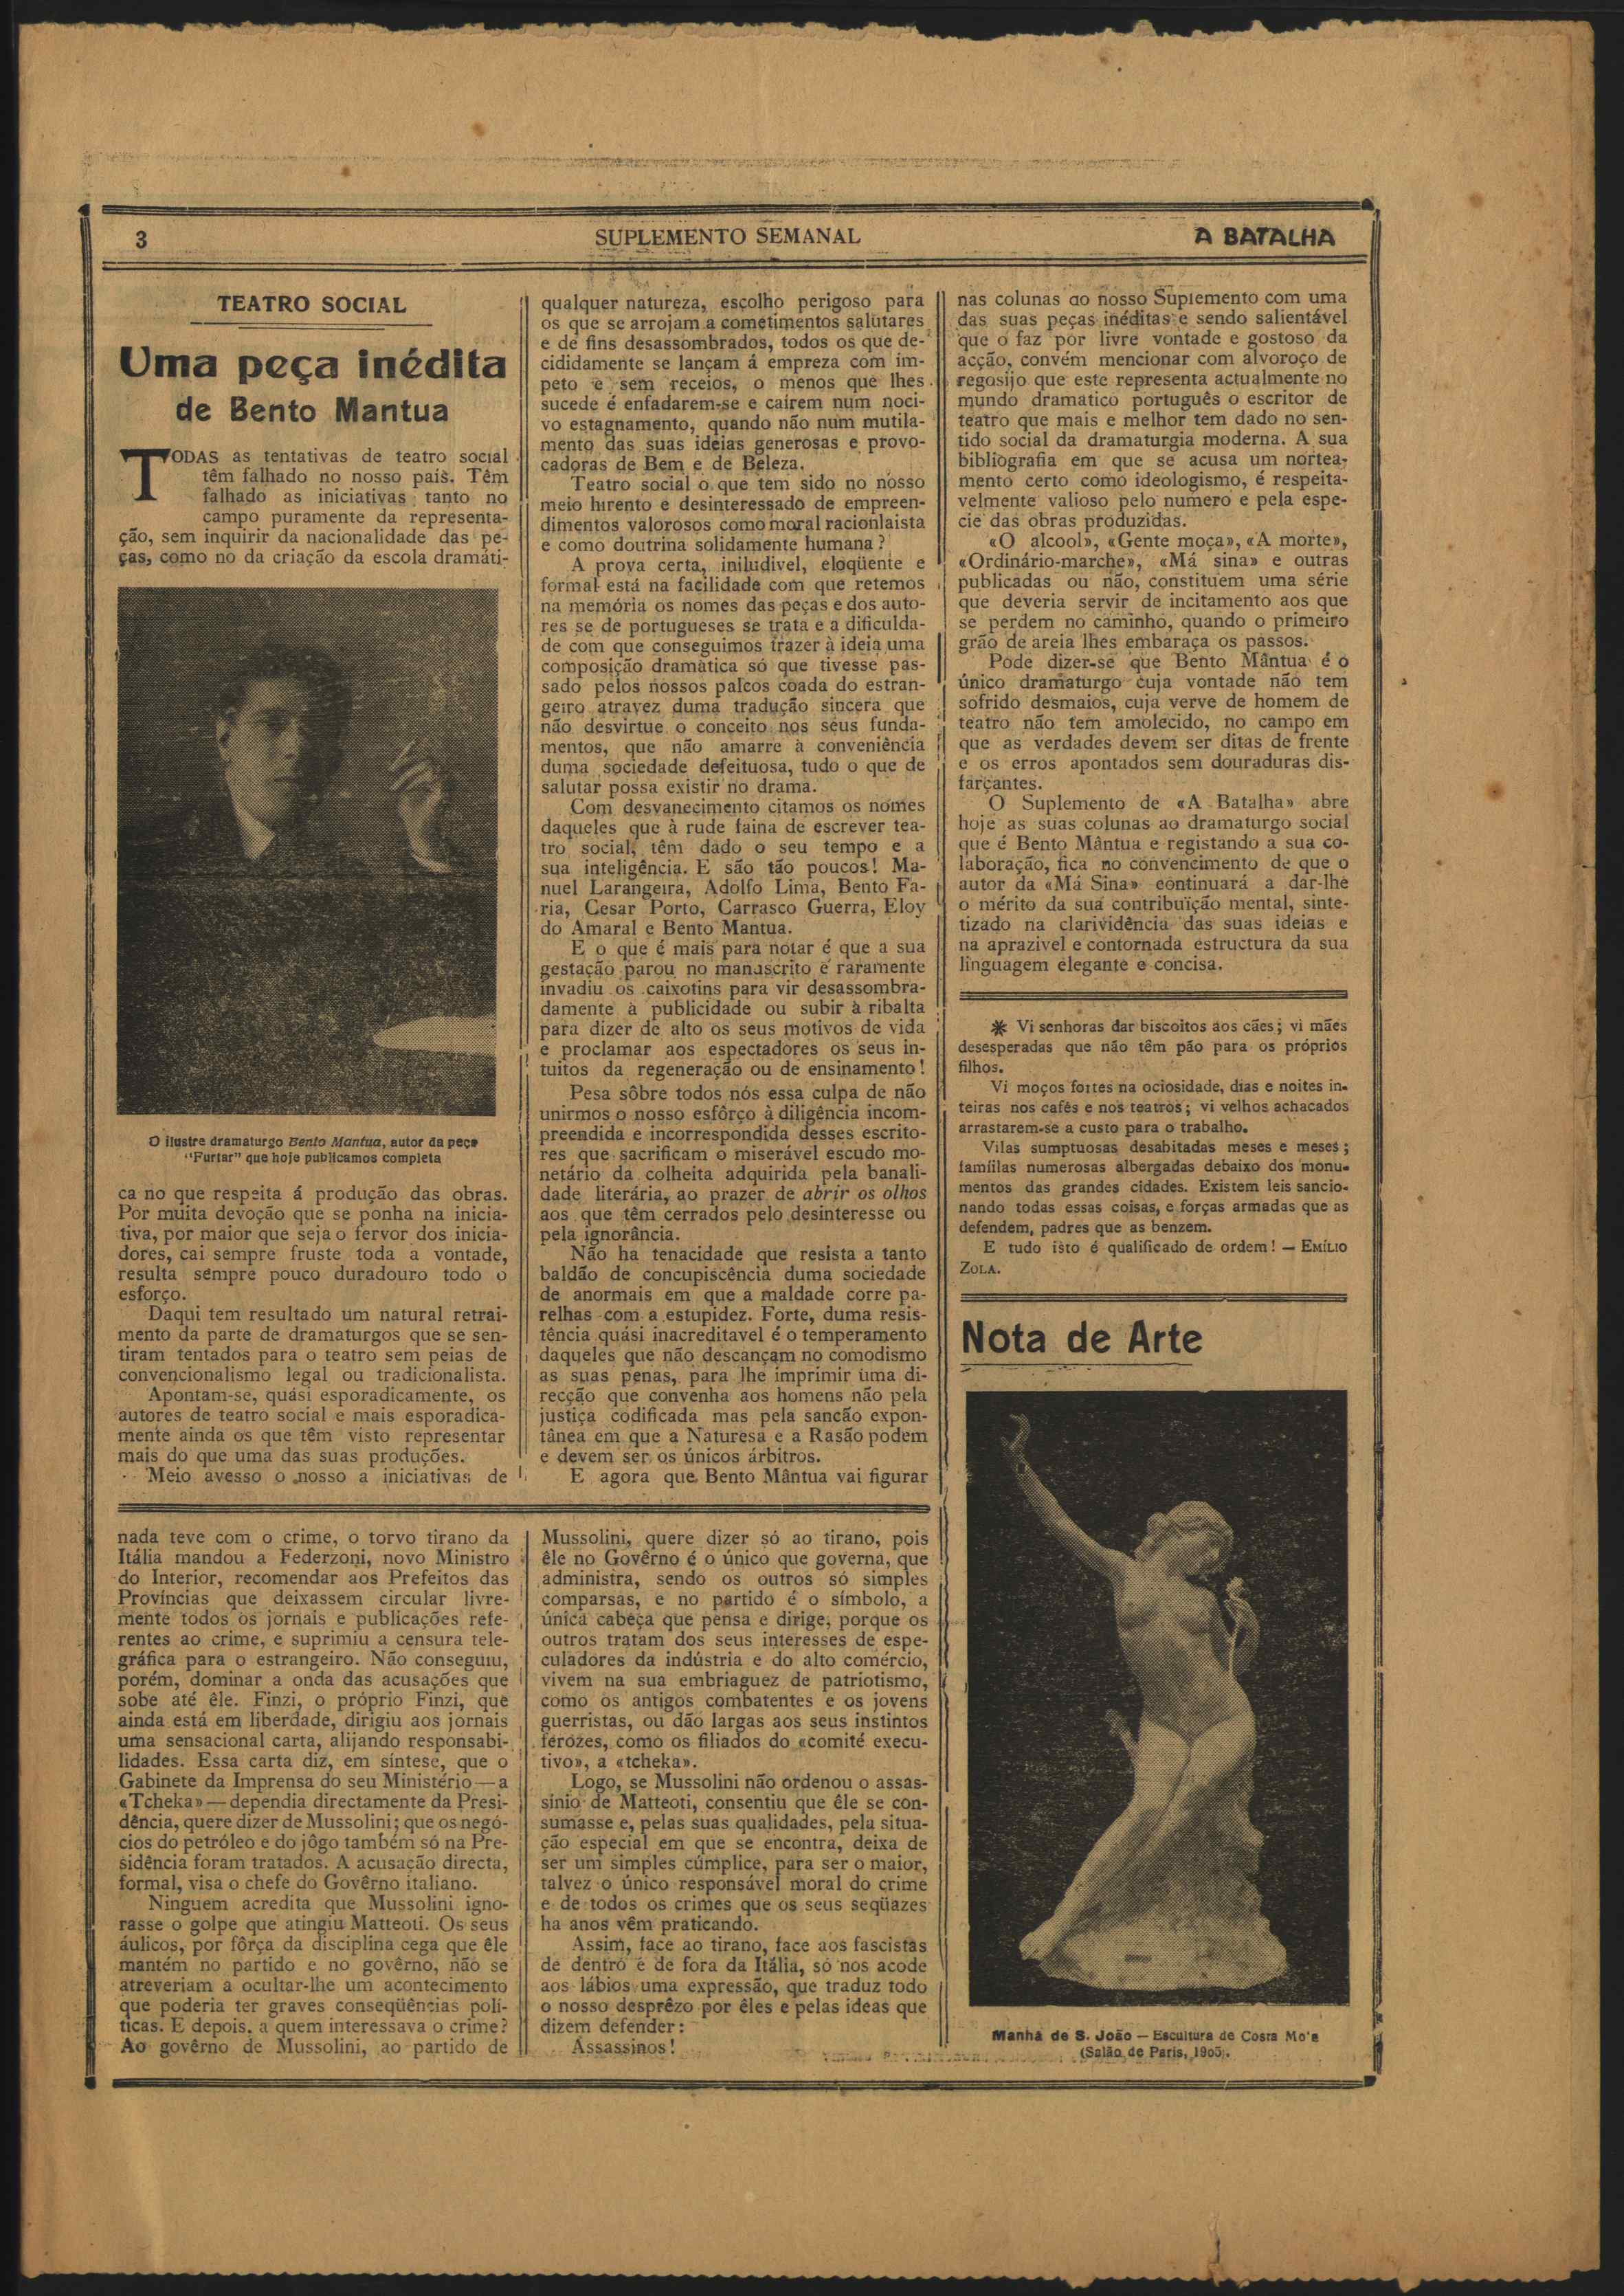 3
SUPLEMENTO SEMANAL
A BATALHA
TEATRO SOCIAL
Uma peça inédita
de Bento Mantua
TODAS as tentativas de teatro social
têm falhado no nosso país. Têm
falhado as iniciativas tanto no
campo puramente da representa-
ção, sem inquirir da nacionalidade das pe-
ças, como no da criação da escola dramáti-
O ilustre dramaturgo Bento Mantua, autor da peça
"Furtar" que hoje publicamos completa
ca no que respeita á produção das obras.
Por muita devoção que se ponha na inicia-
tiva, por maior que seja o fervor dos inicia-
dores, cai sempre fruste toda a vontade,
resulta sempre pouco duradouro todo o
esforço.
Daqui tem resultado um natural retrai-
mento da parte de dramaturgos que se sen-
tiram tentados para o teatro sem peias de
convencionalismo legal ou tradicionalista.
Apontam-se, quási esporadicamente, os
autores de teatro social e mais esporadica-
mente ainda os que têm visto representar
mais do que uma das suas produções.
Meio avesso o nosso a iniciativas de
qualquer natureza, escolho perigoso para
os que se arrojam a cometimentos salutares
e de fins desassombrados, todos os que de-
cididamente se lançam á empreza com im-
peto e sem receios, o menos que lhes
sucede é enfadarem-se e caírem num noci-
vo estagnamento, quando não num mutila-
mento das suas ideias generosas e provo-
cadoras de Bem e de Beleza.
Teatro social o que tem sido no nosso
meio hirento e desinteressado de empreen-
dimentos valorosos como moral racionlaista
e como doutrina solidamente humana?
A prova certa, iniludivel, eloqüente e
formal está na facilidade com que retemos
na memória os nomes das peças e dos auto-
res se de portugueses se trata e a dificulda-
de com que conseguimos trazer à ideia uma
composição dramàtica só que tivesse pas-
sado pelos nossos palcos coada do estran-
geiro atravez duma tradução sincera que
não desvirtue o conceito nos seus funda-
mentos, que não amarre à conveniência
duma sociedade defeituosa, tudo o que de
salutar possa existir no drama.
Com desvanecimento citamos os nomes
daqueles que à rude faina de escrever tea-
tro social, têm dado o seu tempo e a
sua inteligência. E são tão poucos! Ma-
nuel Larangeira, Adolfo Lima, Bento Fa-
ria, Cesar Porto, Carrasco Guerra, Eloy
do Amaral e Bento Mantua.
E o que é mais para notar é que a sua
gestação parou no manuscrito e raramente
invadiu os caixotins para vir desassombra-
damente à publicidade ou subir à ribalta
para dizer de alto os seus motivos de vida
e proclamar aos espectadores os seus in-
tuitos da regeneração ou de ensinamento!
Pesa sôbre todos nós essa culpa de não
unirmos o nosso esfôrço à diligência incom-
preendida e incorrespondida desses escrito-
res que sacrificam o miserável escudo mo-
netário da colheita adquirida pela banali-
dade literária, ao prazer de abrir os olhos
aos que têm cerrados pelo desinteresse ou
pela ignorância.
Não ha tenacidade que resista a tanto
baldão de concupiscência duma sociedade
de anormais em que a maldade corre pa-
relhas com a estupidez. Forte, duma resis-
tência quási inacreditavel é o temperamento
daqueles que não descançam no comodismo
as suas penas, para lhe imprimir uma di-
recção que convenha aos homens não pela
justiça codificada mas pela sancão expon-
tânea em que a Naturesa e a Rasão podem
e devem ser os únicos árbitros.
E agora que Bento Mântua vai figurar
nas colunas do nosso Suplemento com uma
das suas peças inéditas e sendo salientável
que o faz por livre vontade e gostoso da
acção, convém mencionar com alvoroço de
regosijo que este representa actualmente no
mundo dramatico português o escritor de
teatro que mais e melhor tem dado no sen-
tido social da dramaturgia moderna. A sua
bibliografia em que se acusa um nortea-
mento certo como ideologismo, é respeita-
velmente valioso pelo numero e pela espe-
cie das obras produzidas.
«O alcool», «Gente moça», «A morte»,
«Ordinário-marche», «Má sina» e outras
publicadas ou não, constituem uma série
que deveria servir de incitamento aos que
se perdem no caminho, quando o primeiro
grão de areia lhes embaraça os passos.
Pode dizer-se que Bento Mântua é o
único dramaturgo cuja vontade não tem
sofrido desmaios, cuja verve de homem de
teatro não tem amolecido, no campo em
que as verdades devem ser ditas de frente
e os erros apontados sem douraduras dis-
farçantes.
O Suplemento de «A Batalha» abre
hoje as suas colunas ao dramaturgo social
que é Bento Mântua e registando a sua co-
laboração, fica no convencimento de que o
autor da «Má Sina» continuará a dar-lhe
o mérito da sua contribuïção mental, sinte-
tizado na clarividência das suas ideias e
na aprazivel e contornada estructura da sua
linguagem elegante e concisa.
✻ Vi senhoras dar biscoitos aos cães; vi mães
desesperadas que não têm pão para os próprios
filhos.
Vi moços fortes na ociosidade, dias e noites in-
teiras nos cafés e nos teatros; vi velhos achacados
arrastarem-se a custo para o trabalho.
Vilas sumptuosas desabitadas meses e meses;
famíilas numerosas albergadas debaixo dos monu-
mentos das grandes cidades. Existem leis sancio-
nando todas essas coisas, e forças armadas que as
defendem, padres que as benzem.
E tudo isto é qualificado de ordem! — EMÍLIO
ZOLA.
Nota de Arte
Manhã de S. João — Escultura de Costa Mo'a
(Salão de Paris, 1905).
nada teve com o crime, o torvo tirano da
Itália mandou a Federzoni, novo Ministro
do Interior, recomendar aos Prefeitos das
Províncias que deixassem circular livre-
mente todos os jornais e publicações refe-
rentes ao crime, e suprimiu a censura tele-
gráfica para o estrangeiro. Não conseguiu,
porém, dominar a onda das acusações que
sobe até êle. Finzi, o próprio Finzi, que
ainda está em liberdade, dirigiu aos jornais
uma sensacional carta, alijando responsabi-
lidades. Essa carta diz, em síntese, que o
Gabinete da Imprensa do seu Ministério — a
«Tcheka» — dependia directamente da Presi-
dência, quere dizer de Mussolini; que os negó-
cios do petróleo e do jôgo também só na Pre-
sidência foram tratados. A acusação directa,
formal, visa o chefe do Govêrno italiano.
Ninguem acredita que Mussolini igno-
rasse o golpe que atingiu Matteoti. Os seus
áulicos, por fôrça da disciplina cega que êle
mantém no partido e no govêrno, não se
atreveriam a ocultar-lhe um acontecimento
que poderia ter graves conseqüências polí-
ticas. E depois, a quem interessava o crime?
Ao govêrno de Mussolini, ao partido de
Mussolini, quere dizer só ao tirano, pois
êle no Govêrno é o único que governa, que
administra, sendo os outros só simples
comparsas, e no partido é o símbolo, a
única cabeça que pensa e dirige, porque os
outros tratam dos seus interesses de espe-
culadores da indústria e do alto comércio,
vivem na sua embriaguez de patriotismo,
como os antigos combatentes e os jovens
guerristas, ou dão largas aos seus instintos
ferózes, como os filiados do «comité execu-
tivo», a «tcheka».
Logo, se Mussolini não ordenou o assas-
sínio de Matteoti, consentiu que êle se con-
sumasse e, pelas suas qualidades, pela situa-
ção especial em que se encontra, deixa de
ser um simples cúmplice, para ser o maior,
talvez o único responsável moral do crime
e de todos os crimes que os seus seqüazes
ha anos vêm praticando.
Assim, face ao tirano, face aos fascistas
de dentro e de fora da Itália, só nos acode
aos lábios uma expressão, que traduz todo
o nosso desprêzo por êles e pelas ideas que
dizem defender:
Assassinos!